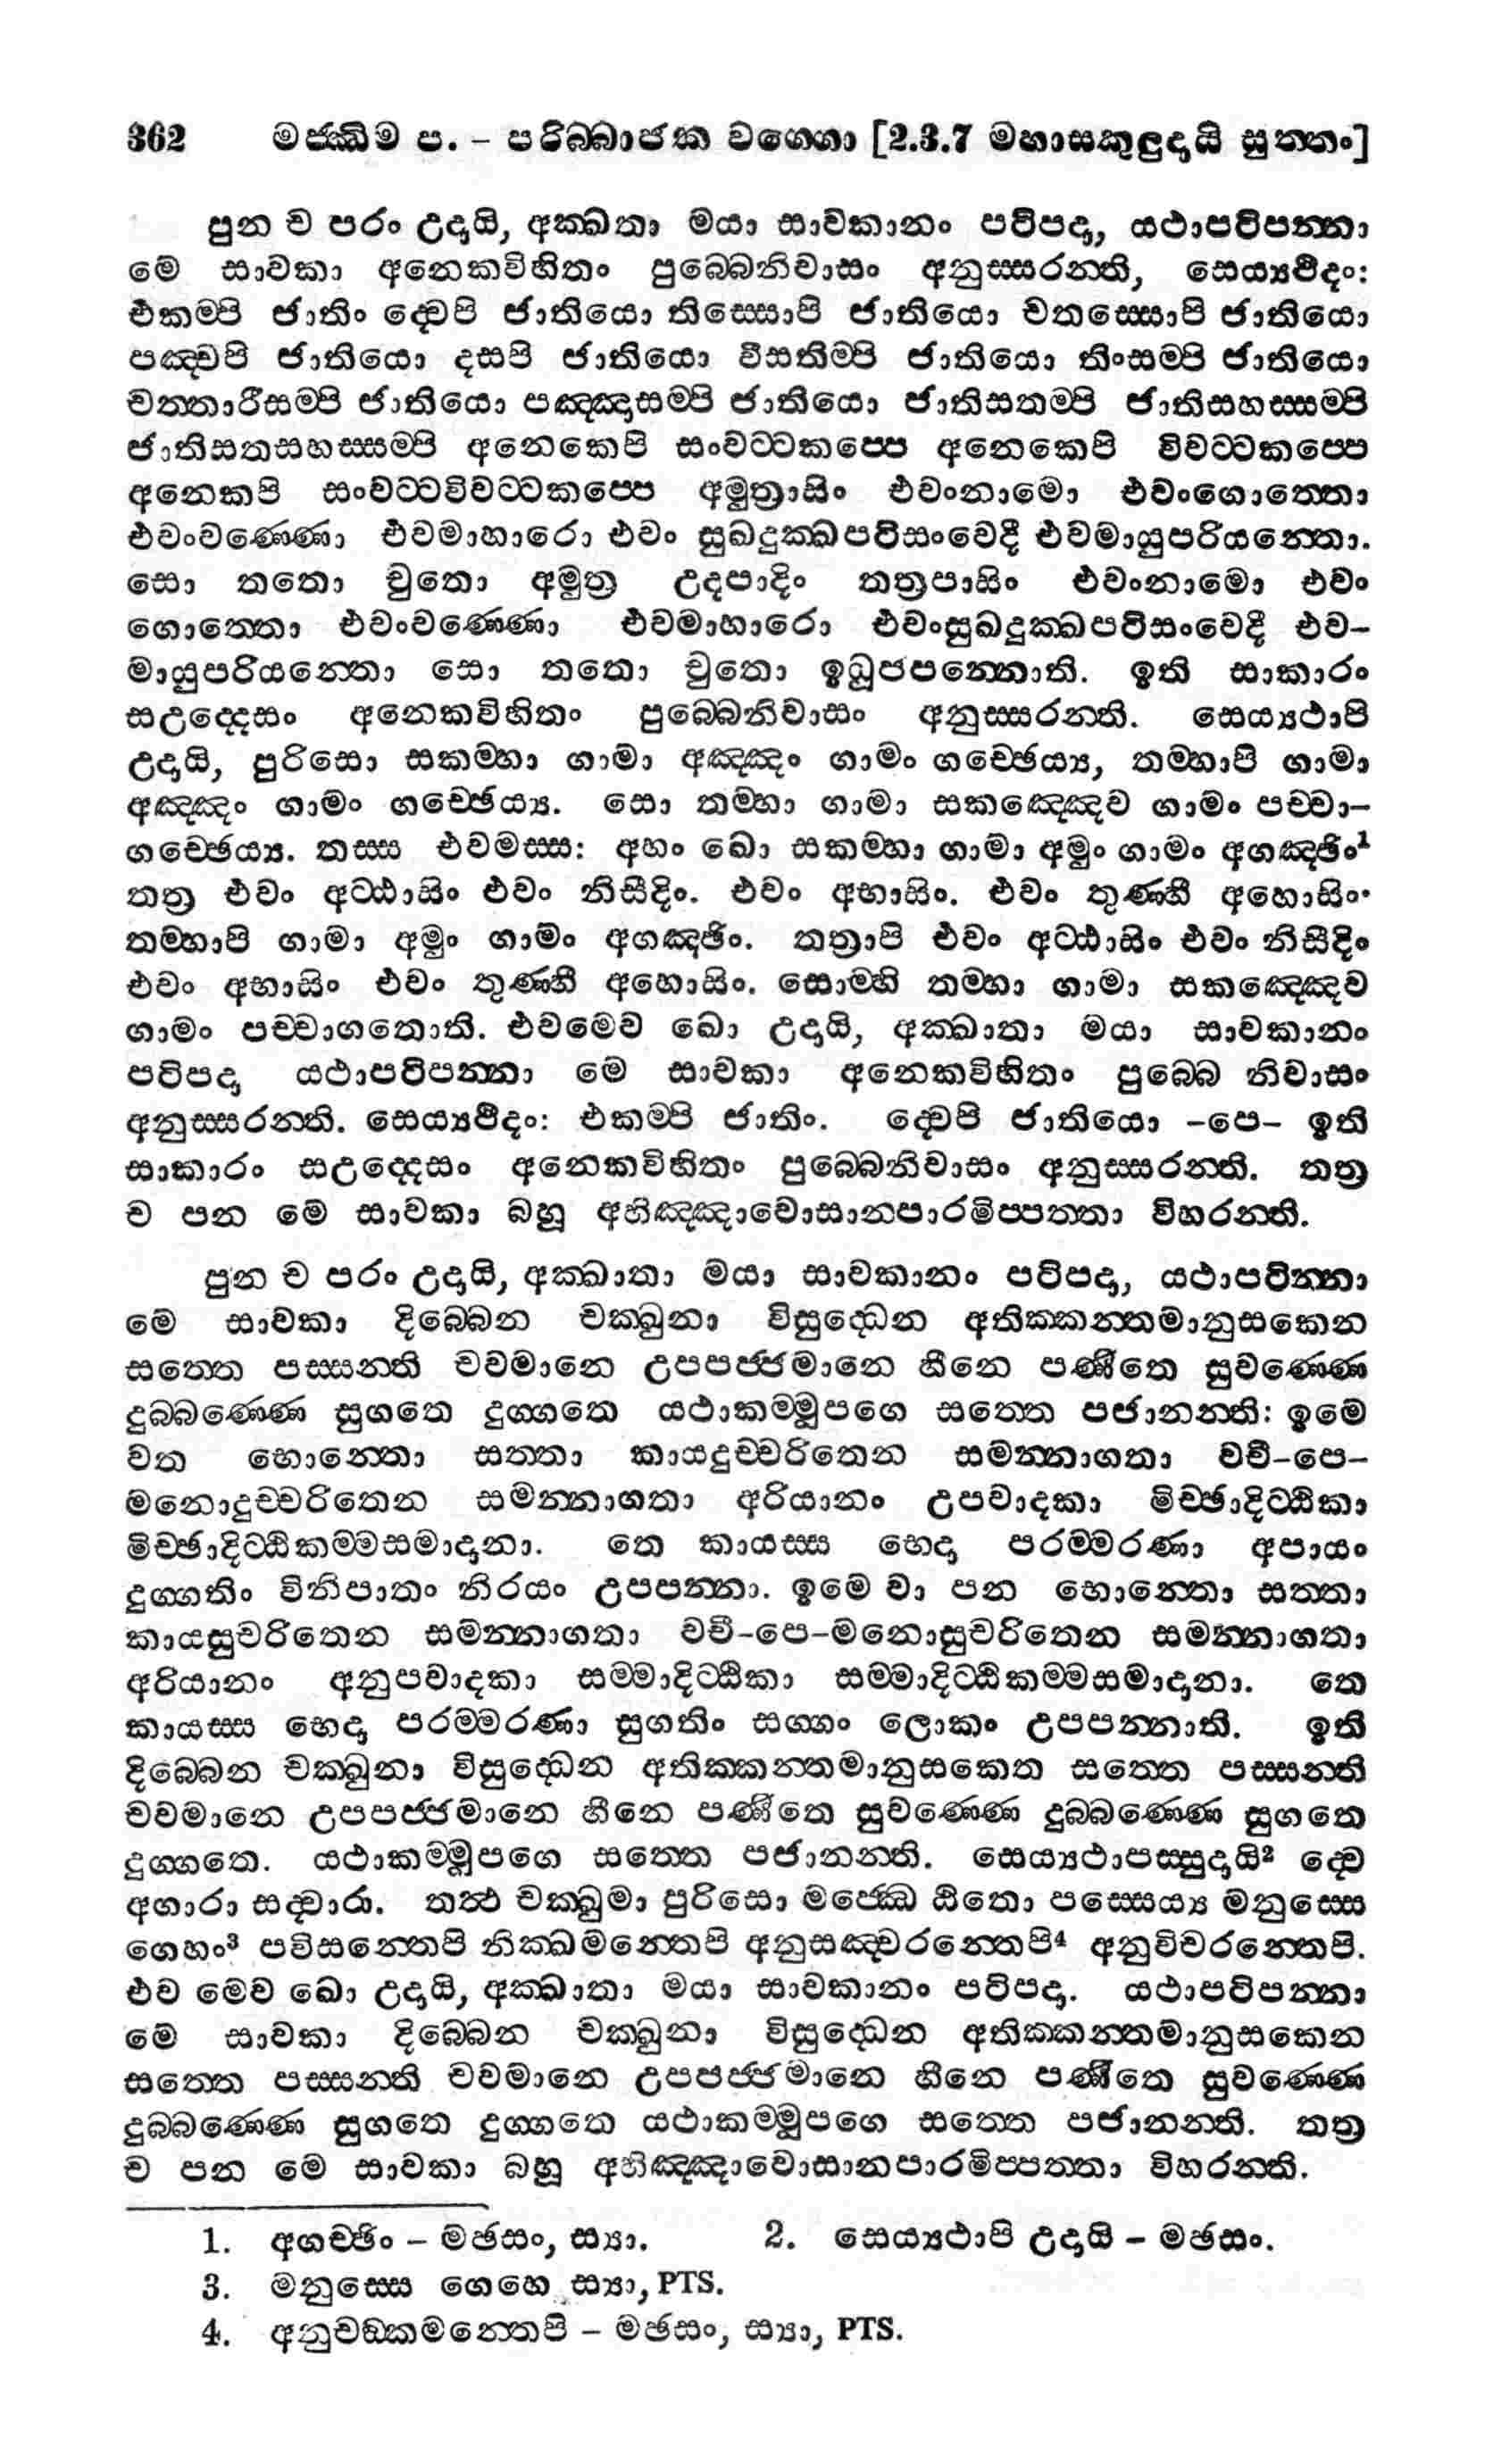 362 මජ්ඣිම ප. – පරිබ්බාජක වග්ගො [2.3.7 මහාසකුලුදායි සුත්තං]
පුන ච පරං උදායි, අක්ඛතා මයා සාවකානං පටිපදා, යථාපටිපන්නා
මෙ සාවකා අනෙකවිහිතං පුබ්බෙනිවාසං අනුස්සරන්ති, සෙය්‍යථිදං:
එකම්පි ජාතිං ද්වෙපි ජාතියො තිස්සොපි ජාතියො චතස්සොපි ජාතියො
පඤ්චපි ජාතියො දසපි ජාතියො වීසතිම්පි ජාතියො තිංසම්පි ජාතියො
චත්තාරීසම්පි ජාතියො පඤ්ඤාසම්පි ජාතියො ජාතිසතම්පි ජාතිසහස්සම්පි
ජාතිසතසහස්සම්පි අනෙකෙපි සංවට්ටකප්පෙ අනෙකෙපි විවට්ටකප්පෙ
අනෙකපි සංවට්ටවිවට්ටකප්පෙ අමුත්‍රාසිං එවංනාමො එවංගොත්තො
එවංවණ්ණො එවමාහාරො එවං සුඛදුක්ඛපටිසංවෙදී එවමායුපරියන්තො.
සො තතො චුතො අමුත්‍ර උදපාදිං තත්‍රපාසිං එවංනාමො එවං
ගොත්තො එවංවණ්ණො එවමාහාරො එවංසුඛදුක්ඛපටිසංවෙදී එව-
මායුපරියන්තො සො තතො චුතො ඉධූපපන්නොති. ඉති සාකාරං
සඋද්දෙසං අනෙකවිහිතං පුබ්බෙනිවාසං අනුස්සරන්ති. සෙය්‍යථාපි
උදායි, පුරිසො සකම්හා ගාමා අඤ්ඤං ගාමං ගච්ඡෙය්‍ය, තම්හාපි ගාමා
අඤ්ඤං ගාමං ගච්ඡෙය්‍ය. සො තම්හා ගාමා සකඤ්ඤෙව ගාමං පච්චා-
ගච්ඡෙය්‍ය. තස්ස එවමස්ස: අහං ඛො සකම්හා ගාමා අමුං ගාමං අගඤ්ඡිං¹
තත්‍ර එවං අට්ඨාසිං එවං නිසීදිං. එවං අභාසිං. එවං තුණ්හී අහොසිං.
තම්හාපි ගාමා අමුං ගාමං අගඤ්ඡිං. තත්‍රාපි එවං අට්ඨාසිං එවං නිසීදිං
එවං අභාසිං එවං තුණ්හී අහොසිං. සොම්හි තම්හා ගාමා සකඤ්ඤෙව
ගාමං පච්චාගතොති. එවමෙව ඛො උදායි, අක්ඛාතා මයා සාවකානං
පටිපදා යථාපටිපන්නා මෙ සාවකා අනෙකවිහිතං පුබ්බෙ නිවාසං
අනුස්සරන්ති. සෙය්‍යථිදං: එකම්පි ජාතිං. ද්වෙපි ජාතියො -පෙ- ඉති
සාකාරං සඋද්දෙසං අනෙකවිහිතං පුබ්බෙනිවාසං අනුස්සරන්ති. තත්‍ර
ච පන මෙ සාවකා බහූ අභිඤ්ඤාවොසානපාරමිප්පත්තා විහරන්ති.
පුන ච පරං උදායි, අක්ඛාතා මයා සාවකානං පටිපදා, යථාපටින්නා
මෙ සාවකා දිබ්බෙන චක්ඛුනා විසුද්ධෙන අතික්කන්තමානුසකෙන
සත්තෙ පස්සන්ති චවමානෙ උපපජ්ජමානෙ හීනෙ පණීතෙ සුවණ්ණෙ
දුබ්බණ්ණෙ සුගතෙ දුග්ගතෙ යථාකම්මූපගෙ සත්තෙ පජානන්ති: ඉමෙ
වත භොන්තො සත්තා කායදුච්චරිතෙන සමන්නාගතා වචී-පෙ-
මනොදුච්චරිතෙන සමන්නාගතා අරියානං උපවාදකා මිච්ඡාදිට්ඨිකා
මිච්ඡාදිට්ඨිකම්මසමාදානා. තෙ කායස්ස භෙදා පරම්මරණා අපායං
දුග්ගතිං විනිපාතං නිරයං උපපන්නා. ඉමෙ වා පන භොන්තො සත්තා
කායසුචරිතෙන සමන්නාගතා වචී-පෙ-මනොසුචරිතෙන සමන්නාගතා
අරියානං අනුපවාදකා සම්මාදිට්ඨිකා සම්මාදිට්ඨිකම්මසමාදානා. තෙ
කායස්ස භෙදා පරම්මරණා සුගතිං සග්ගං ලොකං උපපන්නාති. ඉති
දිබ්බෙන චක්ඛුනා විසුද්ධෙන අතික්කන්තමානුසකෙන සත්තෙ පස්සන්ති
චවමානෙ උපපජ්ජමානෙ හීනෙ පණීතෙ සුවණ්ණෙ දුබ්බණ්ණෙ සුගතෙ
දුග්ගතෙ. යථාකම්මූපගෙ සත්තෙ පජානන්ති. සෙය්‍යථාපස්සුදායි² ද්වෙ
අගාරා සද්වාරා. තත්‍ථ චක්ඛුමා පුරිසො මජ්ඣෙ ඨිතො පස්සෙය්‍ය මනුස්සෙ
ගෙහං³ පවිසන්තෙපි නික්ඛමන්තෙපි අනුසඤ්චරන්තෙපි⁴ අනුවිචරන්තෙපි.
එව මෙව ඛො උදායි, අක්ඛාතා මයා සාවකානං පටිපදා. යථාපටිපන්නා
මෙ සාවකා දිබ්බෙන චක්ඛුනා විසුද්ධෙන අතික්කන්තමානුසකෙන
සත්තෙ පස්සන්ති චවමානෙ උපපජ්ජමානෙ හීනෙ පණීතෙ සුවණ්ණෙ
දුබ්බණ්ණෙ සුගතෙ දුග්ගතෙ යථාකම්මූපගෙ සත්තෙ පජානන්ති. තත්‍ර
ච පන මෙ සාවකා බහූ අභිඤ්ඤාවොසානපාරමිප්පත්තා විහරන්ති.
1. අගච්ඡිං – මඡසං, ස්‍යා. 2. සෙය්‍යථාපි උදායි – මඡසං.
3. මනුස්සෙ ගෙහෙ ස්‍යා, PTS.
4. අනුචඞ්කමන්තෙපි – මඡසං, ස්‍යා, PTS.